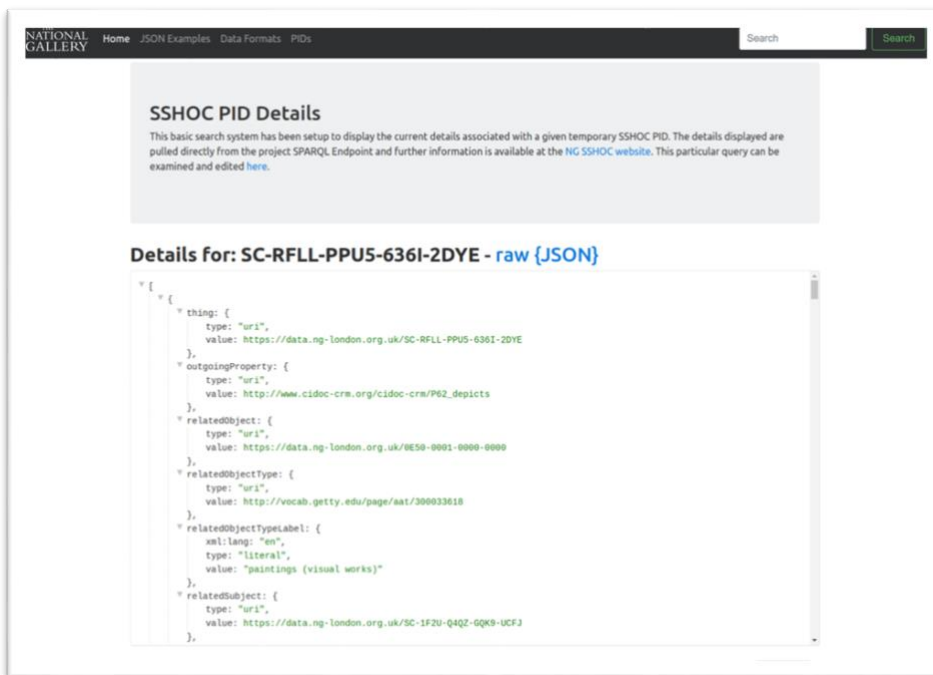 THE
NATIONAL
GALLERY
Home JSON Examples Data Formats PIDs
Search
Search
SSHOC PID Details
This basic search system has been setup to display the current details associated with a given temporary SSHOC PID. The details displayed are
pulled directly from the project SPARQL Endpoint and further information is available at the NG SSHOC website. This particular query can be
examined and edited here.
Details for: SC-RFLL-PPU5-636I-2DYE - raw {JSON}
[
{
thing: {
type: "uri",
value: https://data.ng-london.org.uk/SC-RFLL-PPU5-636I-2DYE
},
outgoingProperty: {
type: "uri",
value: http://www.cidoc-crm.org/cidoc-crm/P62_depicts
},
relatedObject: {
type: "uri",
value: https://data.ng-london.org.uk/0E50-0001-0000-0000
},
relatedObjectType: {
type: "uri",
value: http://vocab.getty.edu/page/aat/300033618
},
relatedObjectTypeLabel: {
xml:lang: "en",
type: "literal",
value: "paintings (visual works)"
},
relatedSubject: {
type: "uri",
value: https://data.ng-london.org.uk/SC-1F2U-Q4QZ-GQK9-UCFJ
},